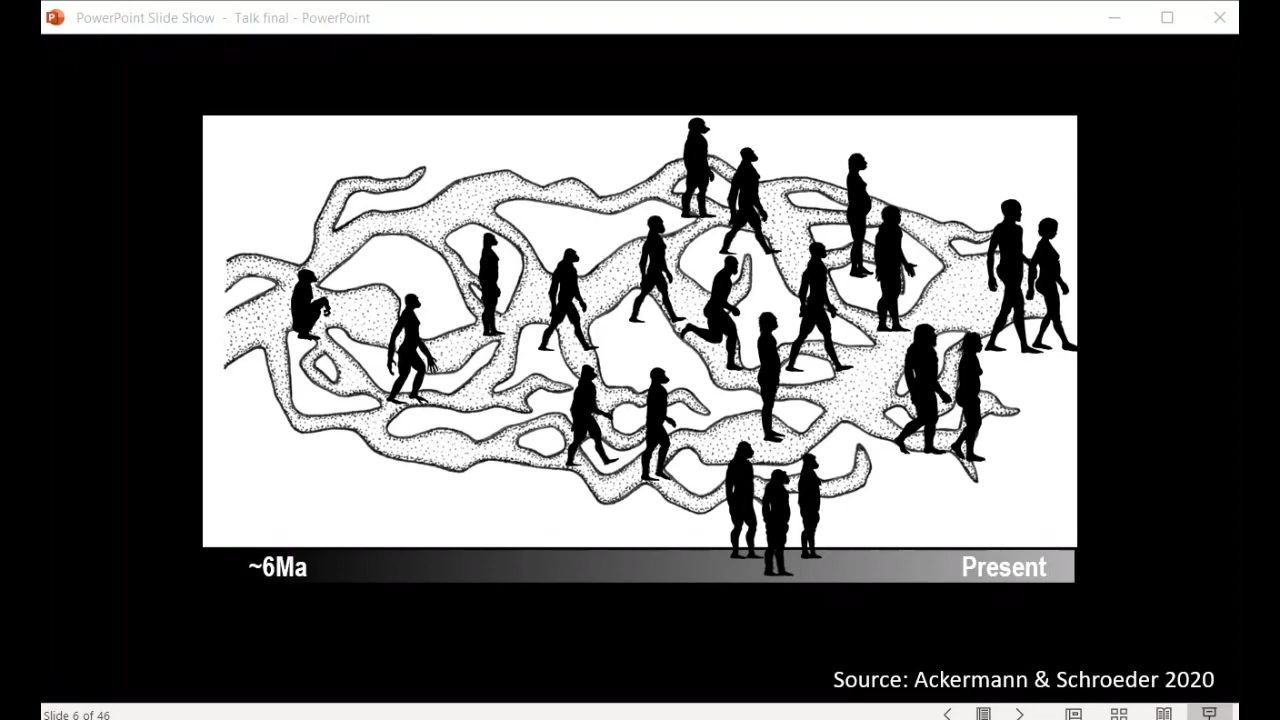 PowerPoint Slide Show - Talk final - PowerPoint
~6Ma
Present
Source: Ackermann & Schroeder 2020
Slide 6 of 46